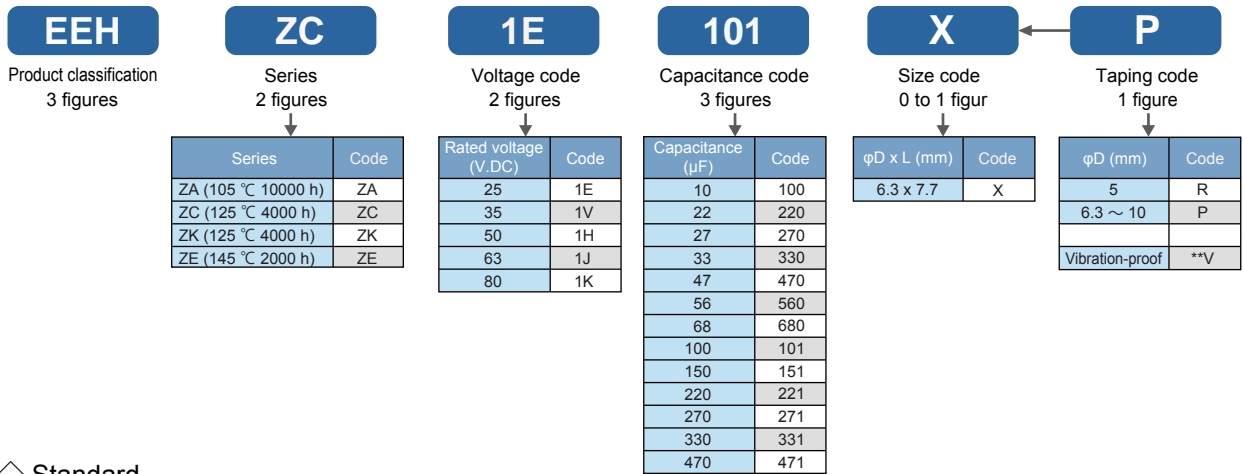 EEH ZC 1E 101 X P
Product classification Series Voltage code Capacitance code Size code Taping code
3 figures 2 figures 2 figures 3 figures 0 to 1 figur 1 figure
Series Code
ZA (105 ℃ 10000 h) ZA
ZC (125 ℃ 4000 h) ZC
ZK (125 ℃ 4000 h) ZK
ZE (145 ℃ 2000 h) ZE
Rated voltage
(V.DC) Code
25 1E
35 1V
50 1H
63 1J
80 1K
Capacitance
(µF) Code
10 100
22 220
27 270
33 330
47 470
56 560
68 680
100 101
150 151
220 221
270 271
330 331
470 471
φD x L (mm) Code
6.3 x 7.7 X
φD (mm) Code
5 R
6.3 ～ 10 P
Vibration-proof **V
Standard